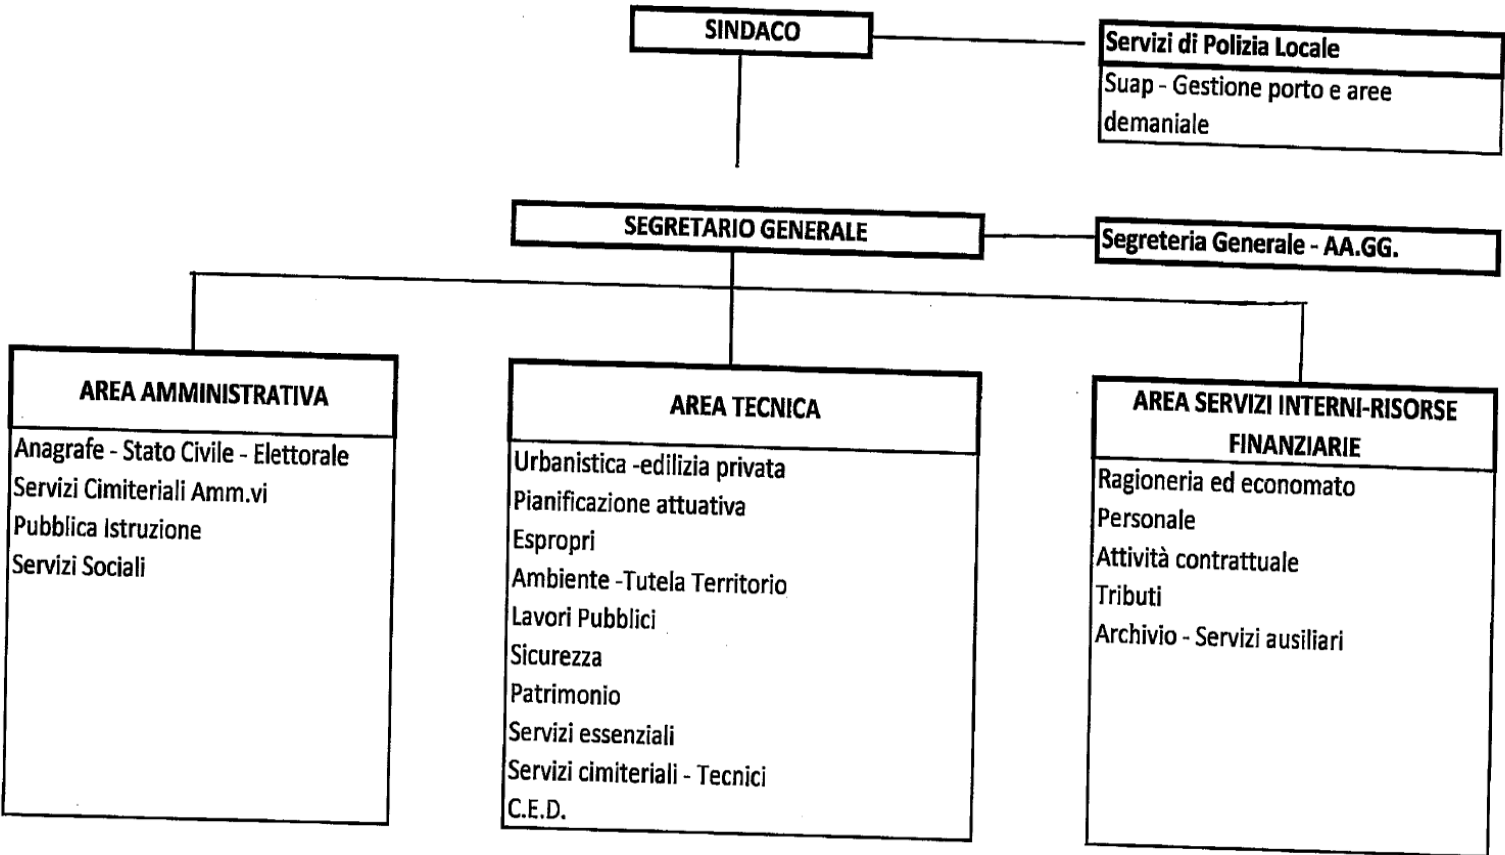 SINDACO
Servizi di Polizia Locale
Suap - Gestione porto e aree
demaniale
SEGRETARIO GENERALE
Segreteria Generale - AA.GG.
AREA AMMINISTRATIVA
Anagrafe - Stato Civile - Elettorale
Servizi Cimiteriali Amm.vi
Pubblica Istruzione
Servizi Sociali
AREA TECNICA
Urbanistica -edilizia privata
Pianificazione attuativa
Espropri
Ambiente -Tutela Territorio
Lavori Pubblici
Sicurezza
Patrimonio
Servizi essenziali
Servizi cimiteriali - Tecnici
C.E.D.
AREA SERVIZI INTERNI-RISORSE
FINANZIARIE
Ragioneria ed economato
Personale
Attività contrattuale
Tributi
Archivio - Servizi ausiliari